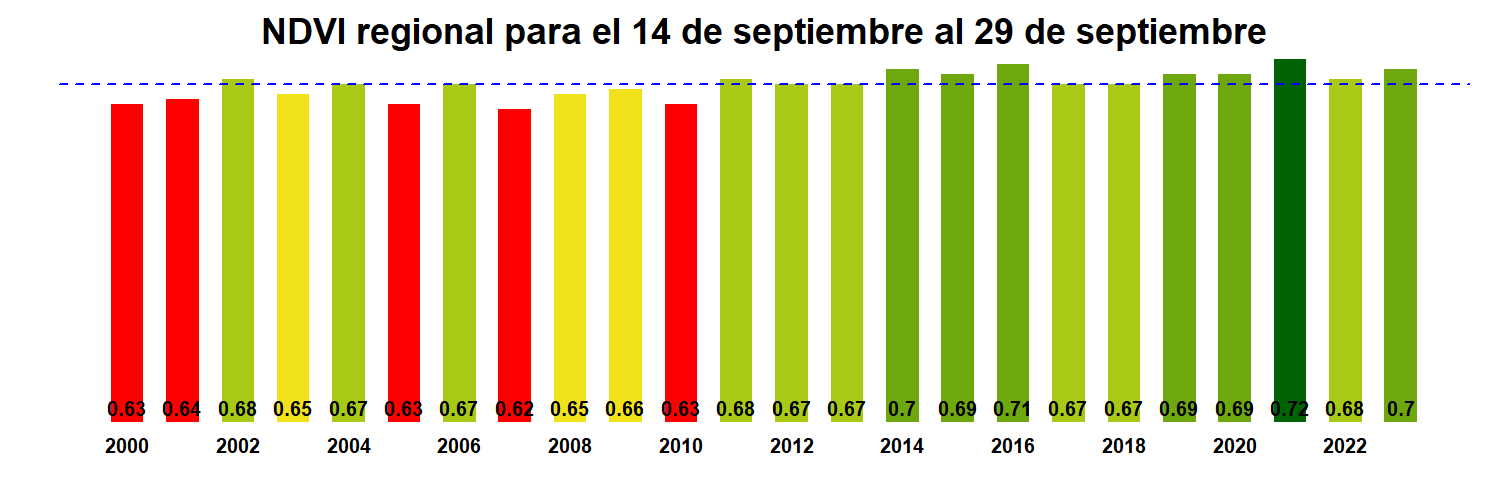 NDVI regional para el 14 de septiembre al 29 de septiembre
0.63 0.64 0.68 0.65 0.67 0.63 0.67 0.62 0.65 0.66 0.63 0.68 0.67 0.67 0.7 0.69 0.71 0.67 0.67 0.69 0.69 0.72 0.68 0.7
2000 2002 2004 2006 2008 2010 2012 2014 2016 2018 2020 2022